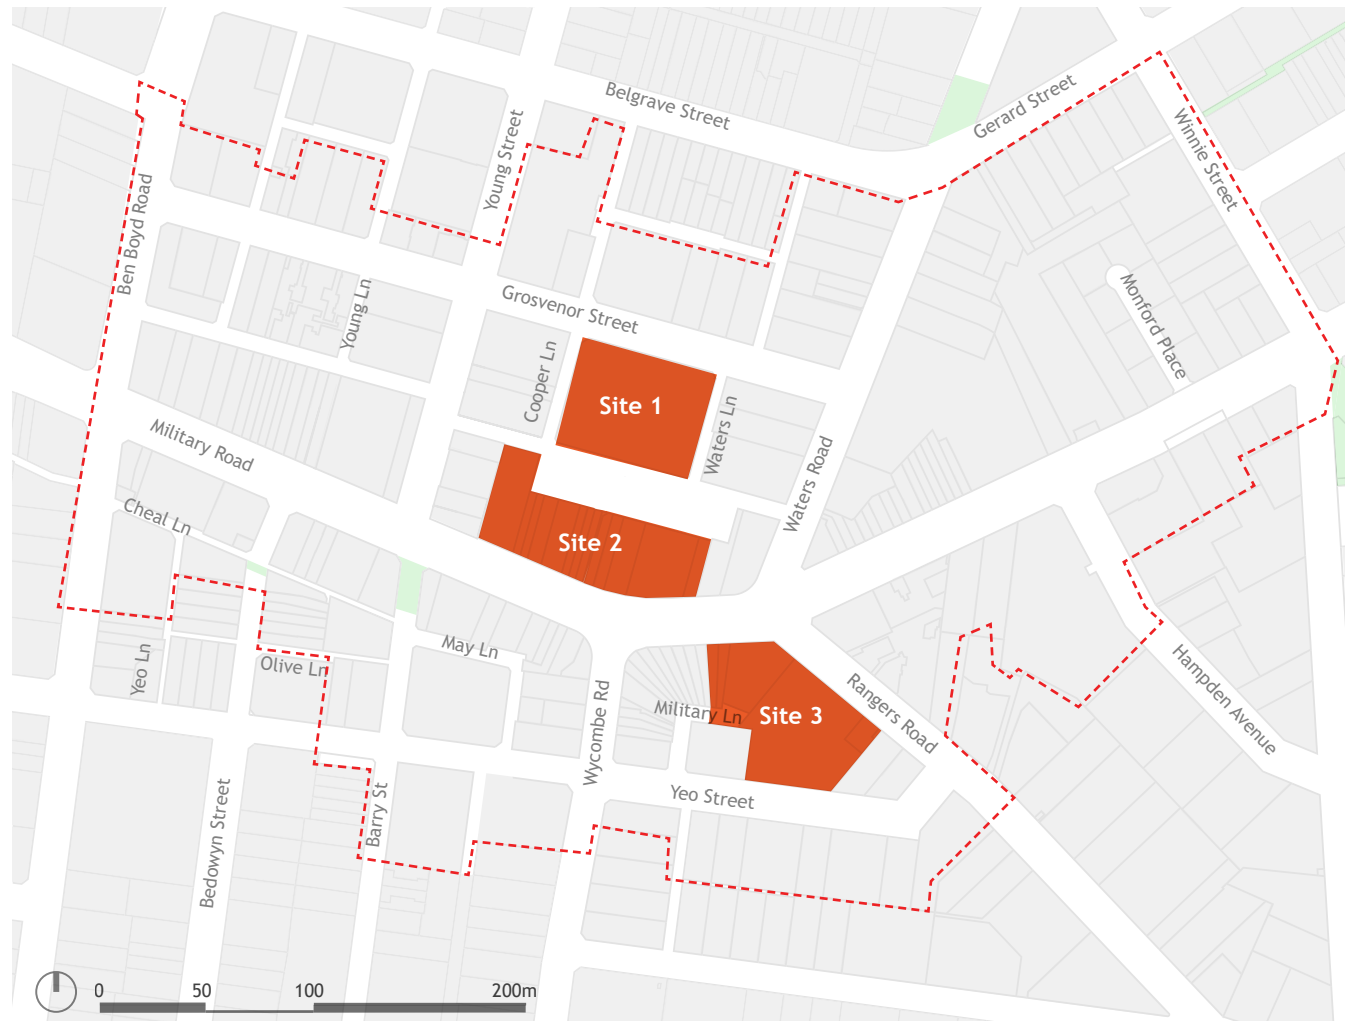 Belgrave Street
Gerard Street
Young Street
Winnie Street
Ben Boyd Road
Monford Place
Young Ln
Grosvenor Street
Cooper Ln
Site 1
Waters Ln
Military Road
Waters Road
Cheal Ln
Site 2
May Ln
Yeo Ln
Olive Ln
Wycombe Rd
Military Ln
Site 3
Rangers Road
Hampden Avenue
Yeo Street
Barry St
Bedowyn Street
0 50 100 200m